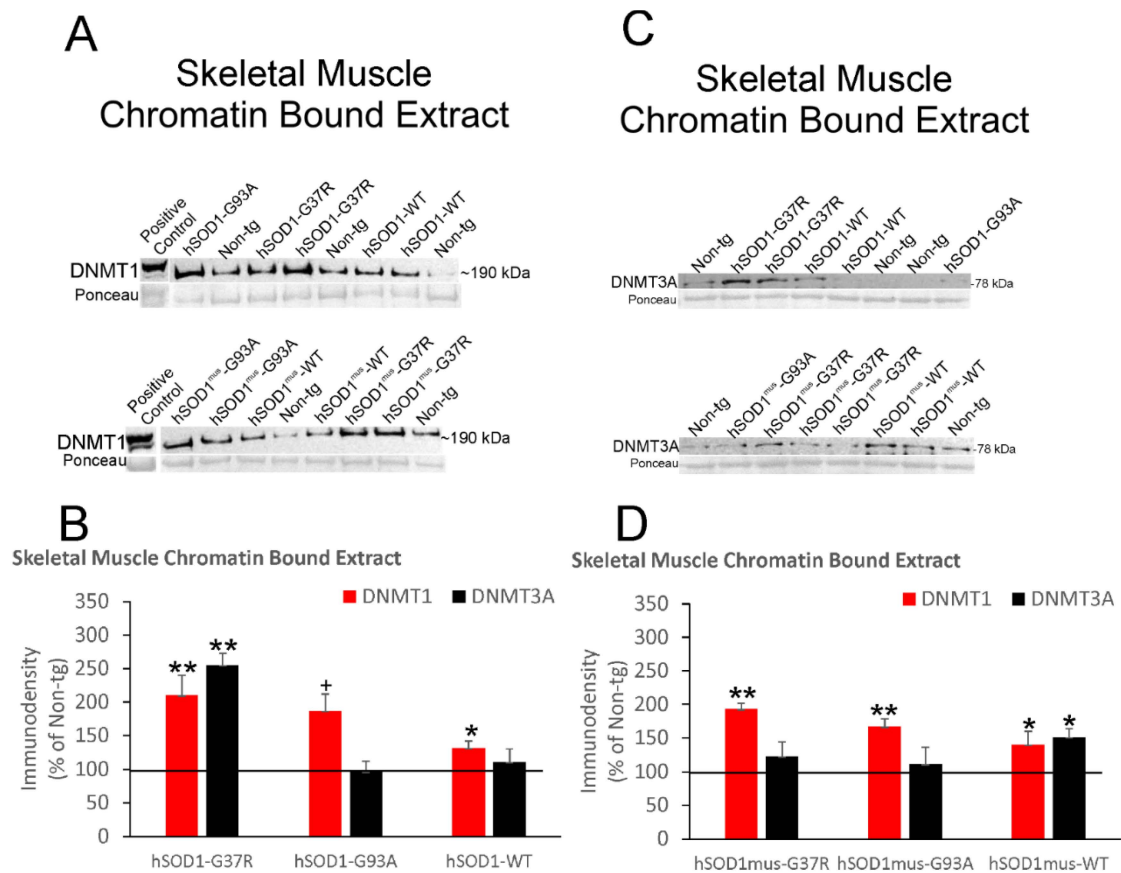 A
Skeletal Muscle
Chromatin Bound Extract
Positive
Control
hSOD1-G93A
Non-tg
hSOD1-G37R
hSOD1-G37R
Non-tg
hSOD1-WT
hSOD1-WT
Non-tg
DNMT1
~190 kDa
Ponceau
Positive
Control
hSOD1mus-G93A
hSOD1mus-G93A
hSOD1mus-WT
Non-tg
hSOD1mus-WT
hSOD1mus-G37R
hSOD1mus-G37R
Non-tg
DNMT1
~190 kDa
Ponceau
C
Skeletal Muscle
Chromatin Bound Extract
Non-tg
hSOD1-G37R
hSOD1-G37R
hSOD1-WT
hSOD1-WT
Non-tg
Non-tg
hSOD1-G93A
DNMT3A
-78 kDa
Ponceau
Non-tg
hSOD1mus-G93A
hSOD1mus-G37R
hSOD1mus-G37R
hSOD1mus-G37R
hSOD1mus-WT
hSOD1mus-WT
Non-tg
DNMT3A
-78 kDa
Ponceau
B
Skeletal Muscle Chromatin Bound Extract
DNMT1 DNMT3A
Immunodensity
(% of Non-tg)
350
300
250
200
150
100
50
0
** ** + *
hSOD1-G37R hSOD1-G93A hSOD1-WT
D
Skeletal Muscle Chromatin Bound Extract
DNMT1 DNMT3A
Immunodensity
(% of Non-tg)
350
300
250
200
150
100
50
0
** ** * *
hSOD1mus-G37R hSOD1mus-G93A hSOD1mus-WT